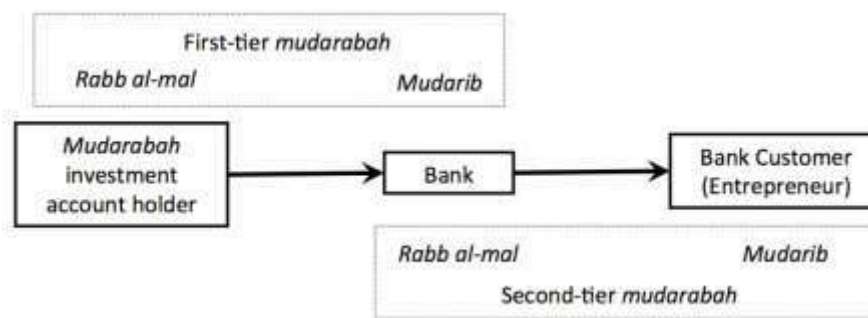 First-tier mudarabah
Rabb al-mal
Mudarib
Mudarabah
investment
account holder
Bank
Bank Customer
(Entrepreneur)
Rabb al-mal
Mudarib
Second-tier mudarabah